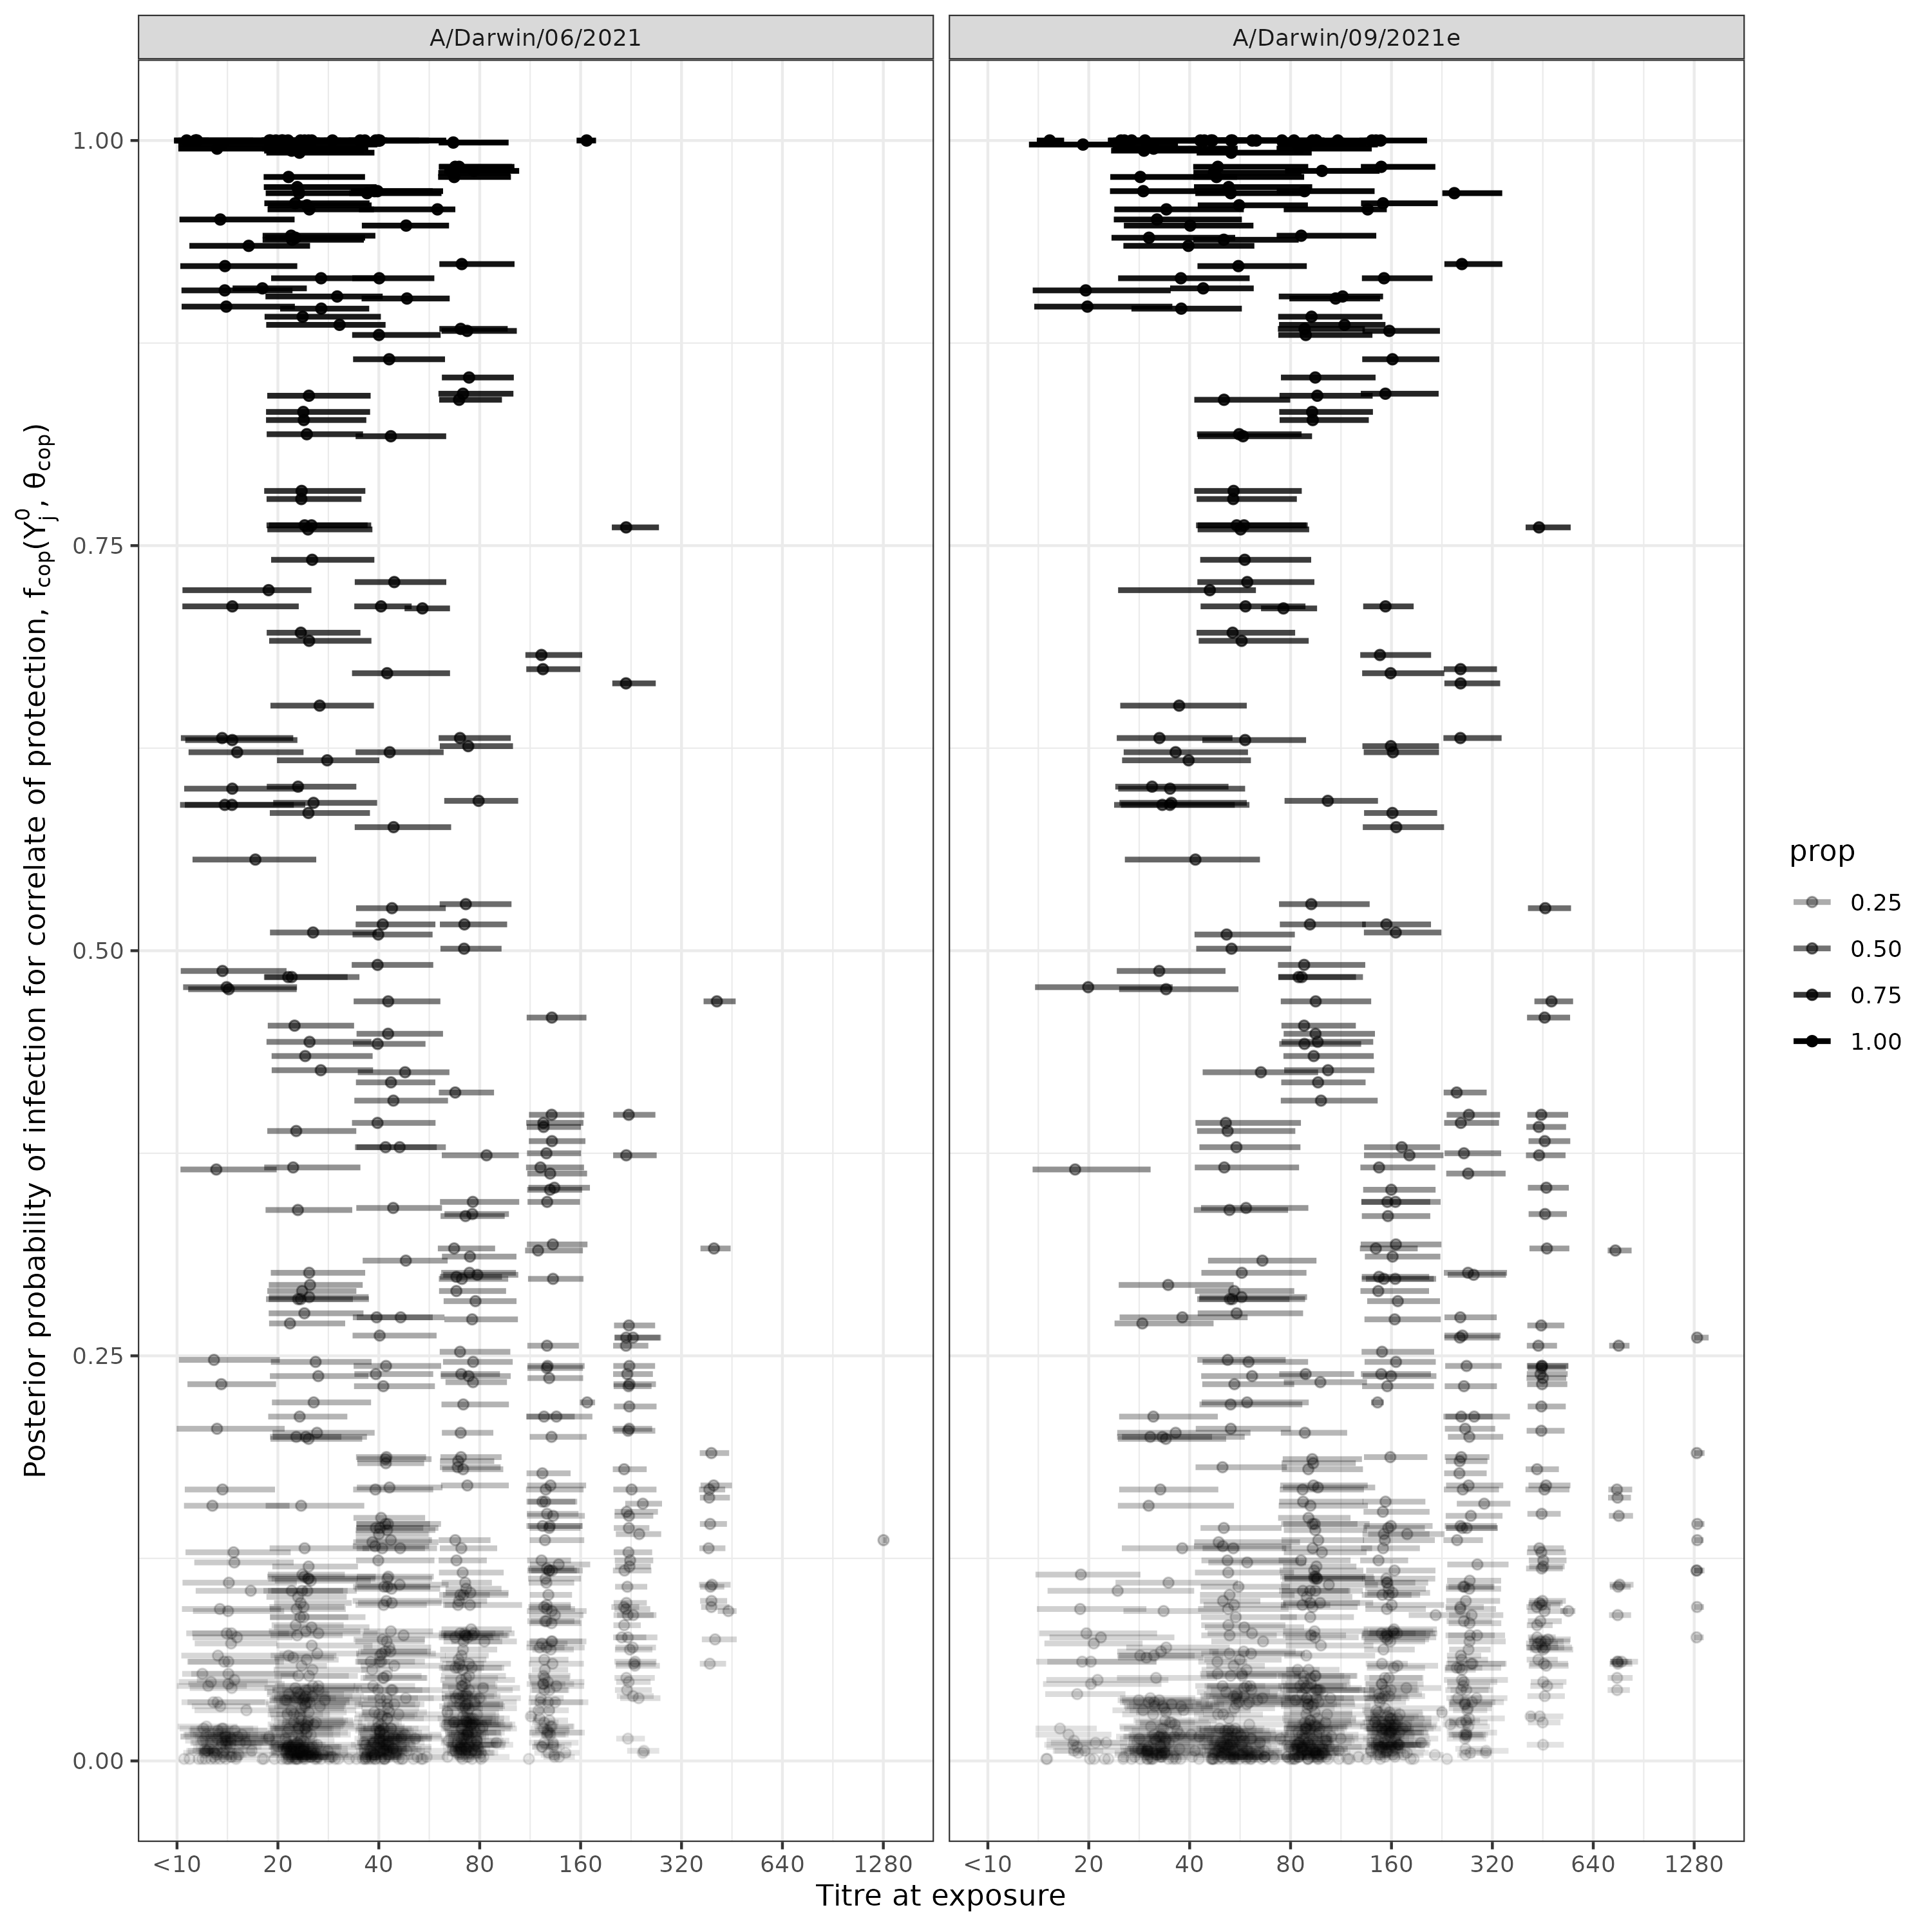 A/Darwin/06/2021
A/Darwin/09/2021e
Posterior probability of infection for correlate of protection, f_cop(Y_j^0, θ_cop)
1.00
0.75
0.50
0.25
0.00
<10 20 40 80 160 320 640 1280
<10 20 40 80 160 320 640 1280
Titre at exposure
prop
0.25
0.50
0.75
1.00